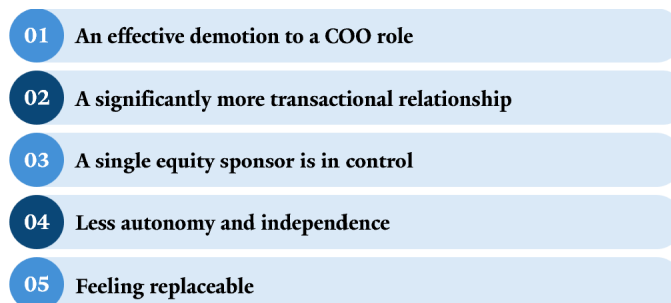 01 An effective demotion to a COO role
02 A significantly more transactional relationship
03 A single equity sponsor is in control
04 Less autonomy and independence
05 Feeling replaceable